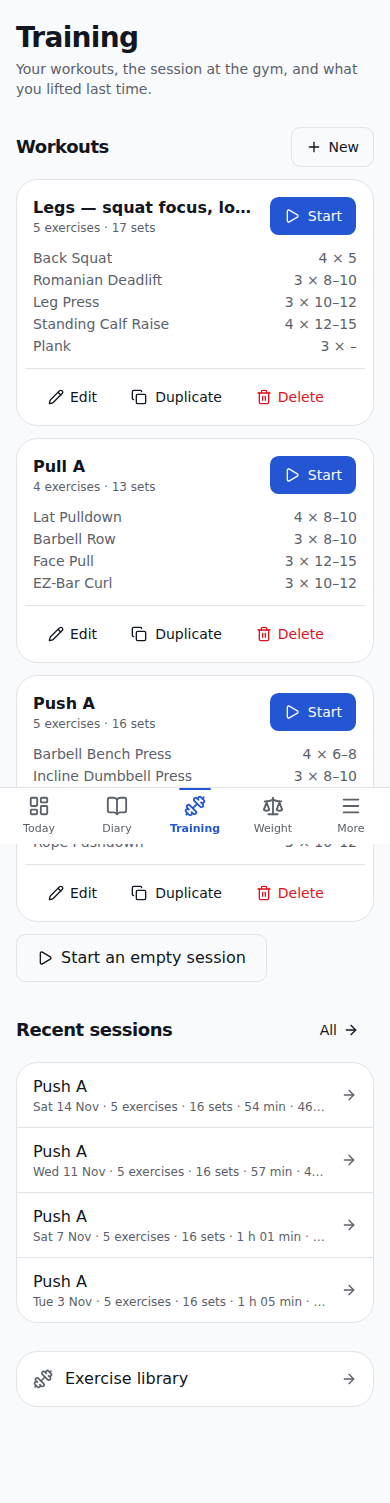 Training
Your workouts, the session at the gym, and what
you lifted last time.
Workouts
New
Legs — squat focus, lo…
Start
5 exercises · 17 sets
Back Squat 4 × 5
Romanian Deadlift 3 × 8–10
Leg Press 3 × 10–12
Standing Calf Raise 4 × 12–15
Plank 3 × –
Edit Duplicate Delete
Pull A
Start
4 exercises · 13 sets
Lat Pulldown 4 × 8–10
Barbell Row 3 × 8–10
Face Pull 3 × 12–15
EZ-Bar Curl 3 × 10–12
Edit Duplicate Delete
Push A
Start
5 exercises · 16 sets
Barbell Bench Press 4 × 6–8
Incline Dumbbell Press 3 × 8–10
Today Diary Training Weight More
Rope Pushdown 3 × 10–12
Edit Duplicate Delete
Start an empty session
Recent sessions
All
Push A
Sat 14 Nov · 5 exercises · 16 sets · 54 min · 46…
Push A
Wed 11 Nov · 5 exercises · 16 sets · 57 min · 4…
Push A
Sat 7 Nov · 5 exercises · 16 sets · 1 h 01 min · …
Push A
Tue 3 Nov · 5 exercises · 16 sets · 1 h 05 min · …
Exercise library